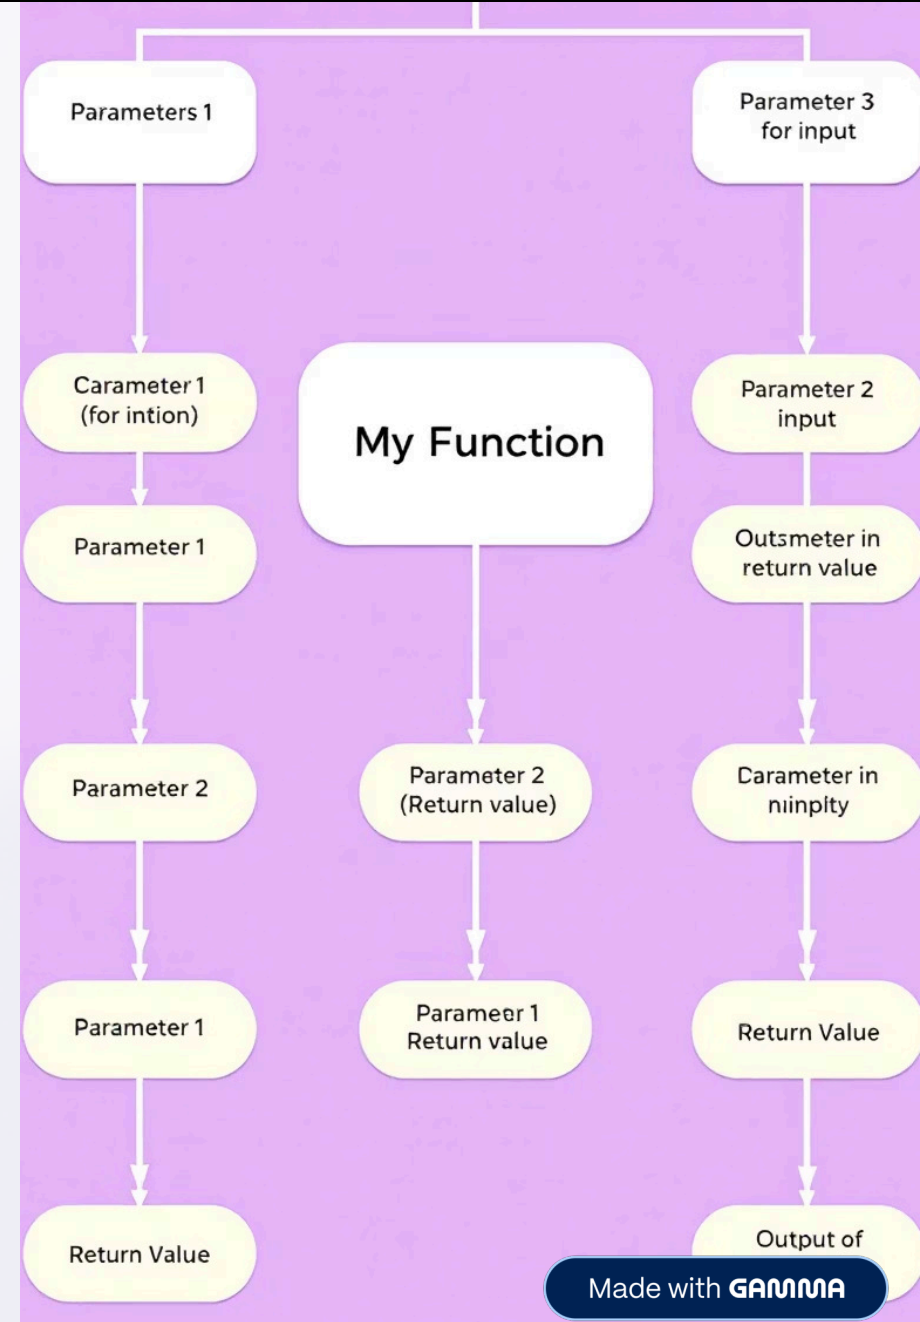 Parameters 1
Parameter 3
for input
Carameter 1
(for intion)
My Function
Parameter 2
input
Parameter 1
Outsmeter in
return value
Parameter 2
Parameter 2
(Return value)
Darameter in
niinplty
Parameter 1
Parameer 1
Return value
Return Value
Return Value
Output of
Made with GAMMA